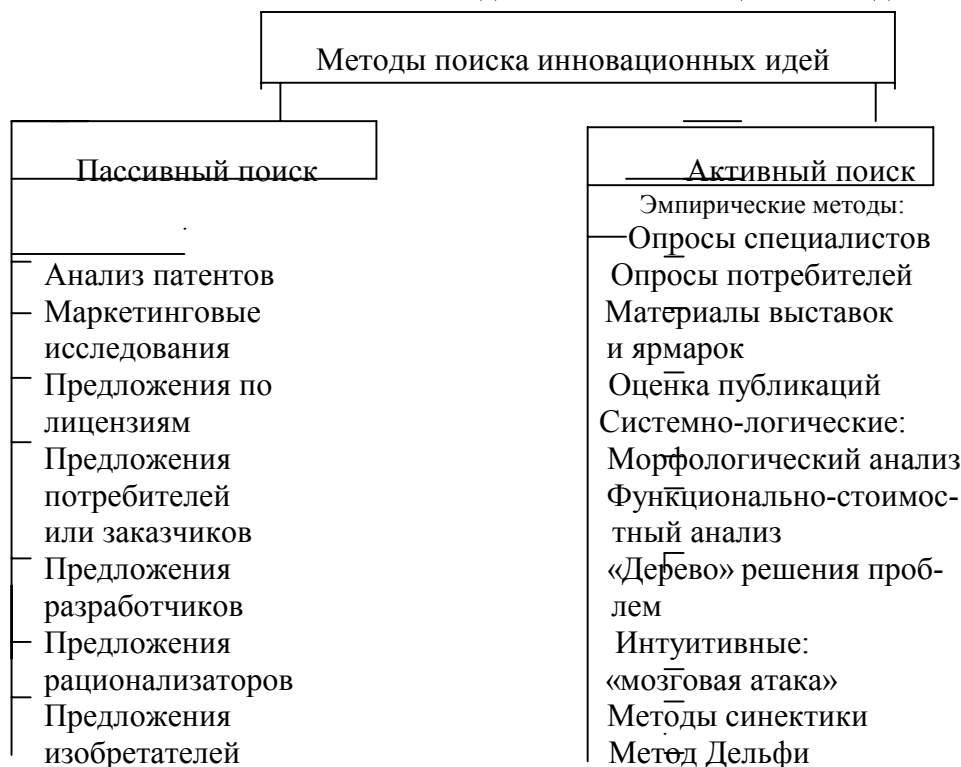 Методы поиска инновационных идей
Пассивный поиск
Анализ патентов
Маркетинговые
исследования
Предложения по
лицензиям
Предложения
потребителей
или заказчиков
Предложения
разработчиков
Предложения
рационализаторов
Предложения
изобретателей
Активный поиск
Эмпирические методы:
Опросы специалистов
Опросы потребителей
Материалы выставок
и ярмарок
Оценка публикаций
Системно-логические:
Морфологический анализ
Функционально-стоимос-
тный анализ
«Дерево» решения проб-
лем
Интуитивные:
«мозговая атака»
Методы синектики
Метод Дельфи